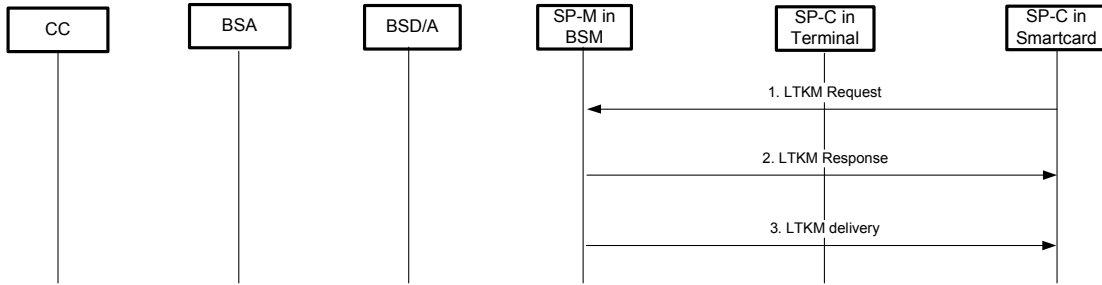 CC
BSA
BSD/A
SP-M in
BSM
SP-C in
Terminal
SP-C in
Smartcard
1. LTKM Request
2. LTKM Response
3. LTKM delivery